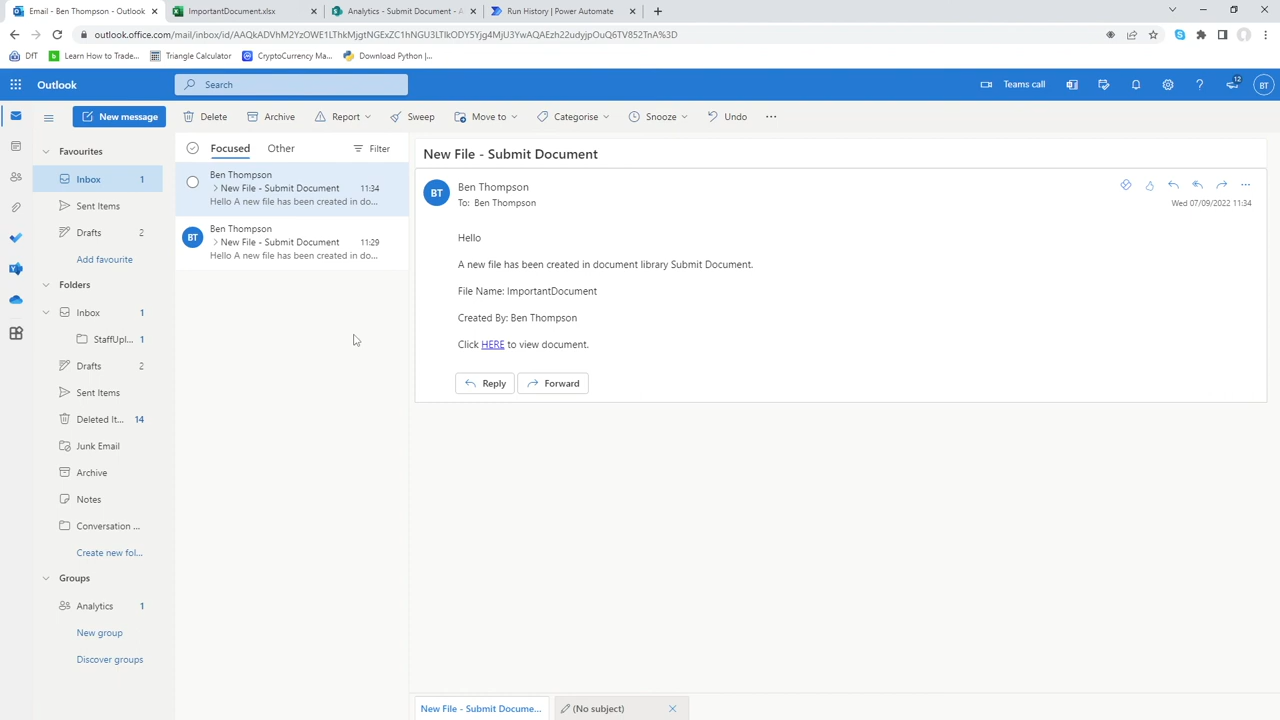 Email - Ben Thompson - Outlook
ImportantDocument.xlsx
Analytics - Submit Document - A
Run History | Power Automate
outlook.office.com/mail/inbox/id/AAQkADVhM2YzOWE1LThkMjgtNGExZC1hNGU3LTlkODY5Yjg4MjU3YwAQAEzh22udyjpOuQ6TV852TnA%3D
DfT
Learn How to Trade...
Triangle Calculator
CryptoCurrency Ma...
Download Python |...
Outlook
Search
Teams call
12
BT
New message
Delete
Archive
Report
Sweep
Move to
Categorise
Snooze
Undo
Favourites
Inbox 1
Sent Items
Drafts 2
Add favourite
Folders
Inbox 1
StaffUpl... 1
Drafts 2
Sent Items
Deleted It... 14
Junk Email
Archive
Notes
Conversation ...
Create new fol...
Groups
Analytics 1
New group
Discover groups
Focused
Other
Filter
Ben Thompson
New File - Submit Document 11:34
Hello A new file has been created in do...
BT
Ben Thompson
New File - Submit Document 11:29
Hello A new file has been created in do...
New File - Submit Document
BT
Ben Thompson
To: Ben Thompson
Wed 07/09/2022 11:34
Hello
A new file has been created in document library Submit Document.
File Name: ImportantDocument
Created By: Ben Thompson
Click HERE to view document.
Reply
Forward
New File - Submit Docume...
(No subject)